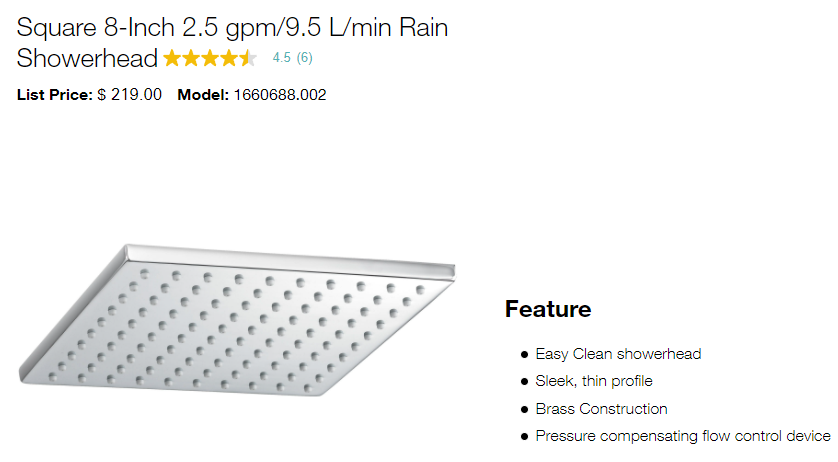 Square 8-Inch 2.5 gpm/9.5 L/min Rain
Showerhead 4.5 (6)
List Price: $ 219.00 Model: 1660688.002
Feature
Easy Clean showerhead
Sleek, thin profile
Brass Construction
Pressure compensating flow control device